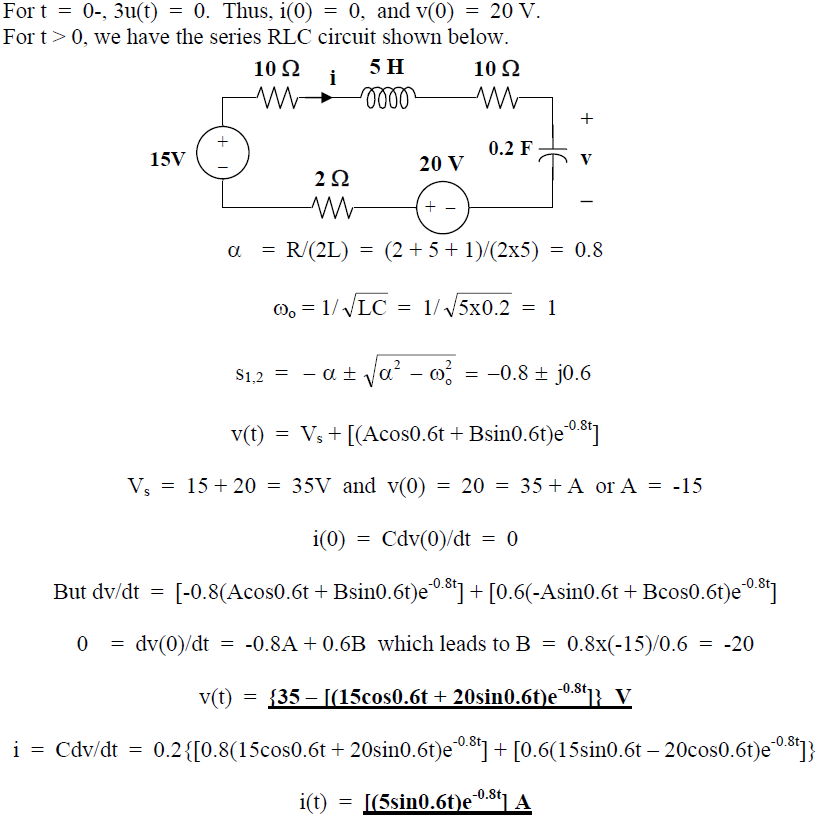 For t = 0-, 3u(t) = 0. Thus, i(0) = 0, and v(0) = 20 V.
For t > 0, we have the series RLC circuit shown below.
10 Ω i 5 H 10 Ω
+
15V + – 2 Ω 20 V + − 0.2 F v
–
α = R/(2L) = (2 + 5 + 1)/(2x5) = 0.8
ωₒ = 1/√LC = 1/√5x0.2 = 1
s₁,₂ = − α ± √α² − ωₒ² = −0.8 ± j0.6
v(t) = Vₛ + [(Acos0.6t + Bsin0.6t)e^-0.8t]
Vₛ = 15 + 20 = 35V and v(0) = 20 = 35 + A or A = -15
i(0) = Cdv(0)/dt = 0
But dv/dt = [-0.8(Acos0.6t + Bsin0.6t)e^-0.8t] + [0.6(-Asin0.6t + Bcos0.6t)e^-0.8t]
0 = dv(0)/dt = -0.8A + 0.6B which leads to B = 0.8x(-15)/0.6 = -20
v(t) = {35 – [(15cos0.6t + 20sin0.6t)e^-0.8t]} V
i = Cdv/dt = 0.2{[0.8(15cos0.6t + 20sin0.6t)e^-0.8t] + [0.6(15sin0.6t – 20cos0.6t)e^-0.8t]}
i(t) = [(5sin0.6t)e^-0.8t] A